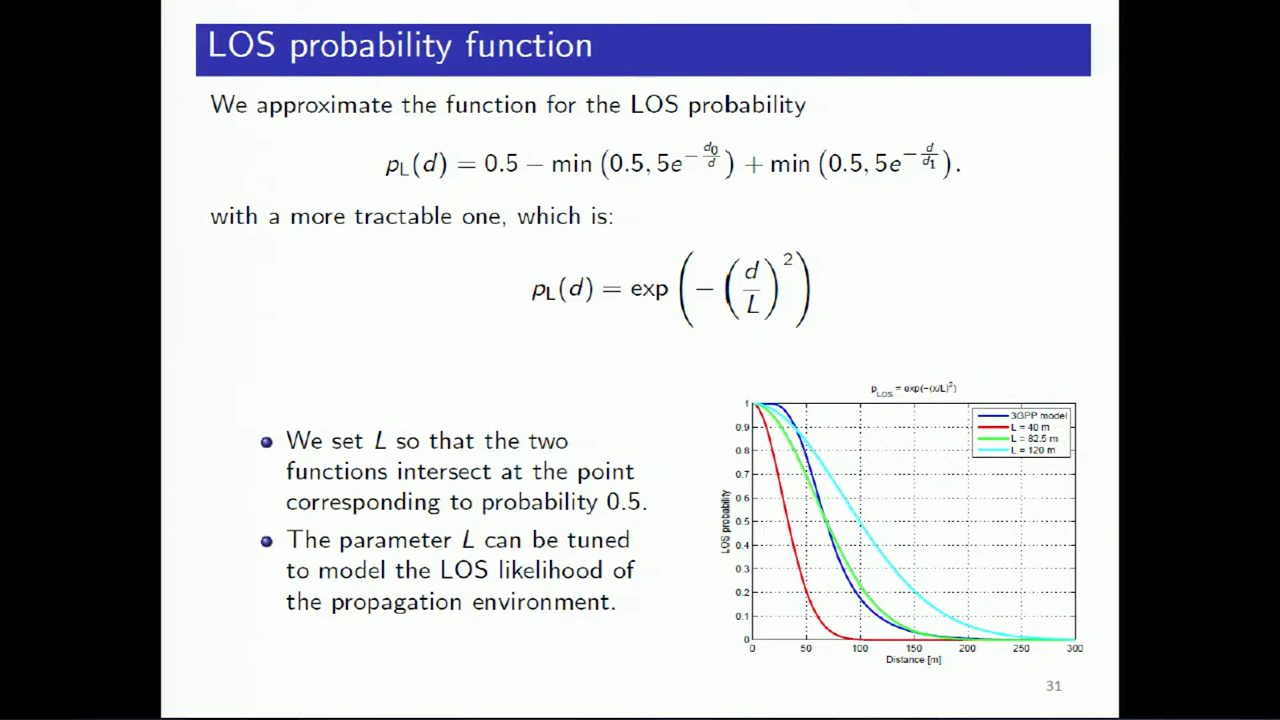 LOS probability function
We approximate the function for the LOS probability
p_L(d) = 0.5 − min (0.5, 5e^{−d_0/d}) + min (0.5, 5e^{−d/d_1}).
with a more tractable one, which is:
p_L(d) = exp (−(d/L)^2)
We set L so that the two
functions intersect at the point
corresponding to probability 0.5.
The parameter L can be tuned
to model the LOS likelihood of
the propagation environment.
p_LOS = exp(−(x/L)^2)
3GPP model
L = 40 m
L = 82.5 m
L = 120 m
LOS probability
1
0.9
0.8
0.7
0.6
0.5
0.4
0.3
0.2
0.1
0
0 50 100 150 200 250 300
Distance [m]
31